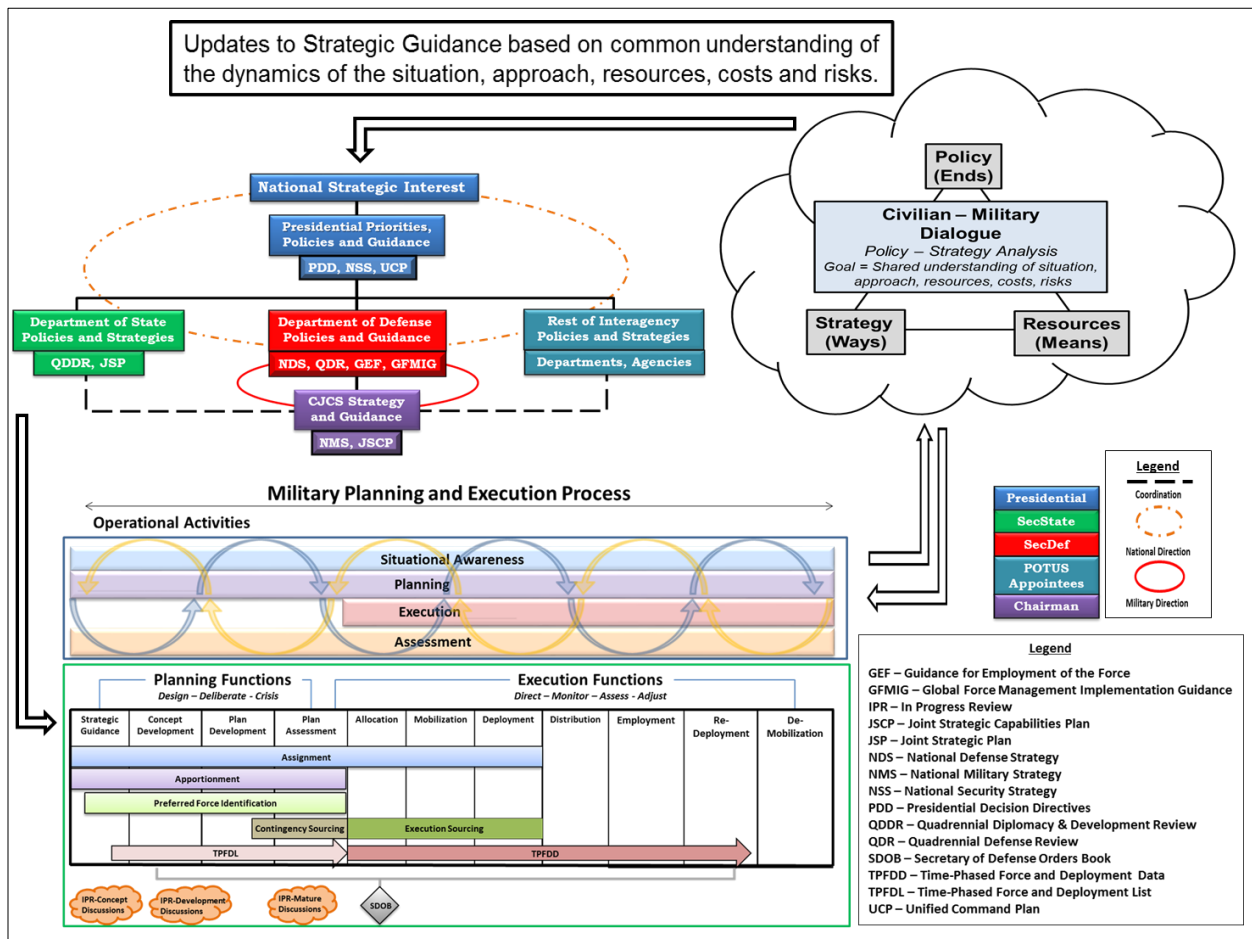 Updates to Strategic Guidance based on common understanding of
the dynamics of the situation, approach, resources, costs and risks.
Policy
(Ends)
Civilian – Military
Dialogue
Policy – Strategy Analysis
Goal = Shared understanding of situation,
approach, resources, costs, risks
Strategy
(Ways)
Resources
(Means)
National Strategic Interest
Presidential Priorities,
Policies and Guidance
PDD, NSS, UCP
Department of State
Policies and Strategies
QDDR, JSP
Department of Defense
Policies and Guidance
NDS, QDR, GEF, GFMIG
Rest of Interagency
Policies and Strategies
Departments, Agencies
CJCS Strategy
and Guidance
NMS, JSCP
Presidential
SecState
SecDef
POTUS
Appointees
Chairman
Legend
Coordination
National Direction
Military Direction
Military Planning and Execution Process
Operational Activities
Situational Awareness
Planning
Execution
Assessment
Planning Functions
Design – Deliberate - Crisis
Execution Functions
Direct – Monitor – Assess - Adjust
Strategic
Guidance
Concept
Development
Plan
Development
Plan
Assessment
Allocation
Mobilization
Deployment
Distribution
Employment
Re-
Deployment
De-
Mobilization
Assignment
Apportionment
Preferred Force Identification
Contingency Sourcing
Execution Sourcing
TPFDL
TPFDD
IPR-Concept
Discussions
IPR-Development
Discussions
IPR-Mature
Discussions
SDOB
Legend
GEF – Guidance for Employment of the Force
GFMIG – Global Force Management Implementation Guidance
IPR – In Progress Review
JSCP – Joint Strategic Capabilities Plan
JSP – Joint Strategic Plan
NDS – National Defense Strategy
NMS – National Military Strategy
NSS – National Security Strategy
PDD – Presidential Decision Directives
QDDR – Quadrennial Diplomacy & Development Review
QDR – Quadrennial Defense Review
SDOB – Secretary of Defense Orders Book
TPFDD – Time-Phased Force and Deployment Data
TPFDL – Time-Phased Force and Deployment List
UCP – Unified Command Plan